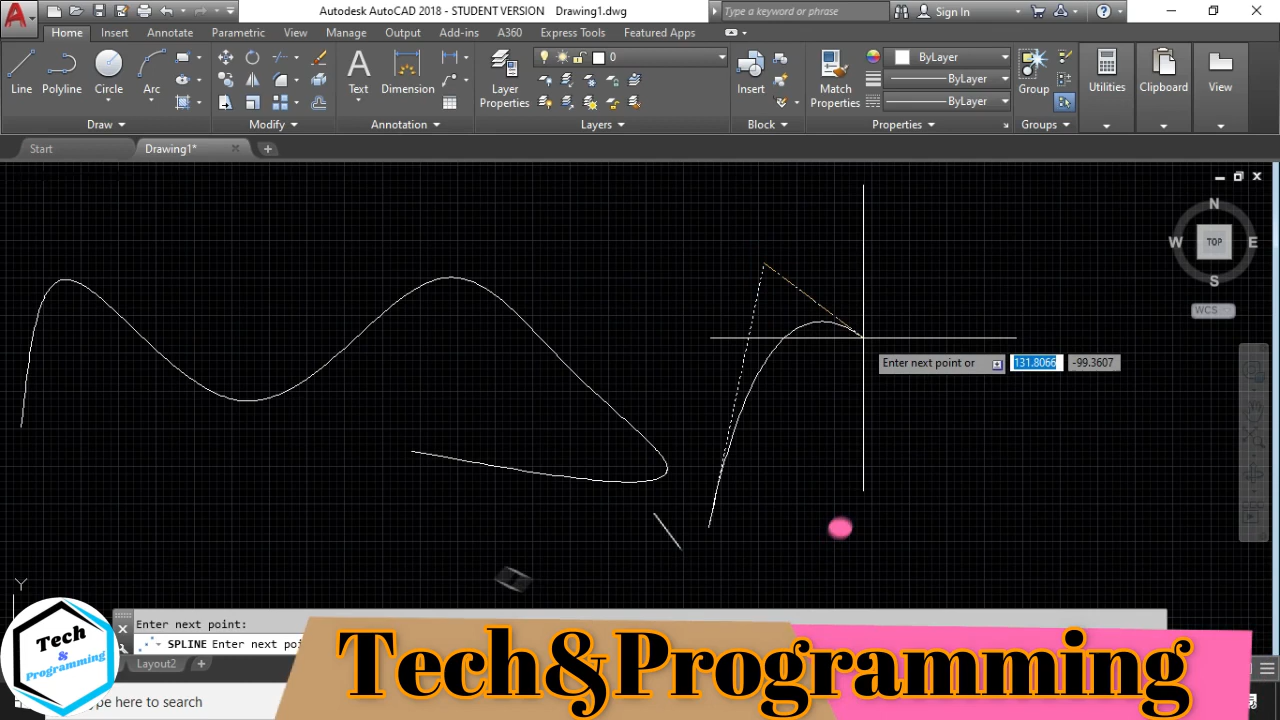 Autodesk AutoCAD 2018 - STUDENT VERSION Drawing1.dwg
Type a keyword or phrase
Sign In
Home Insert Annotate Parametric View Manage Output Add-ins A360 Express Tools Featured Apps
Line Polyline Circle Arc
Text Dimension
Layer Properties
0
Insert
Match Properties
ByLayer
ByLayer
ByLayer
Group
Utilities
Clipboard
View
Draw Modify Annotation Layers Block Properties Groups
Start Drawing1*
N
W TOP E
S
WCS
Enter next point or 131.8066 -99.3607
Y
Enter next point:
SPLINE Enter next poi
Tech
&
Programming
Layout2
ype here to search
Tech&Programming